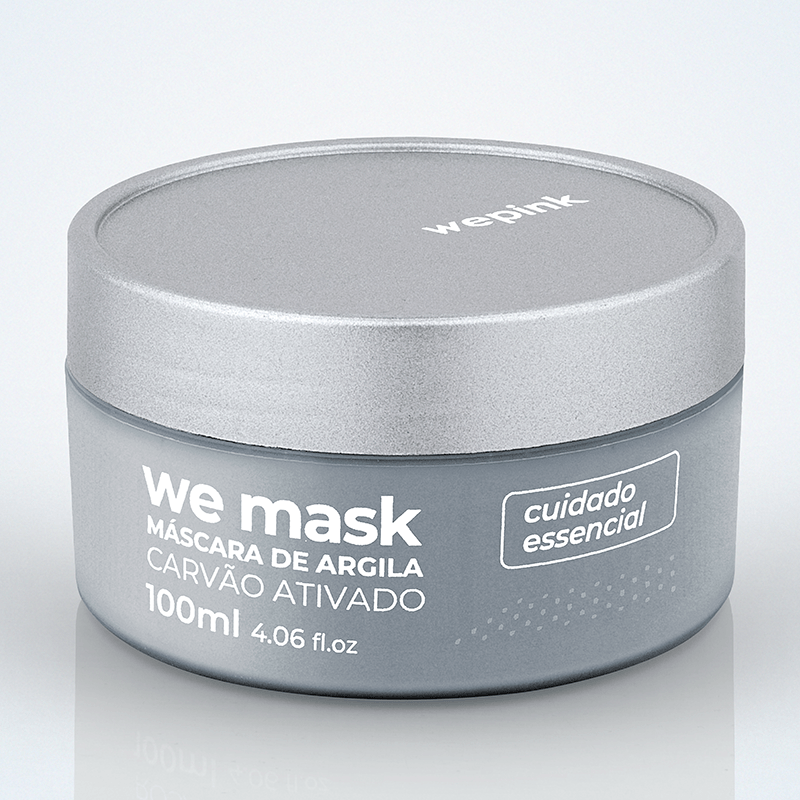 wepink
we mask
MÁSCARA DE ARGILA
CARVÃO ATIVADO
100ml 4.06 fl.oz
cuidado
essencial